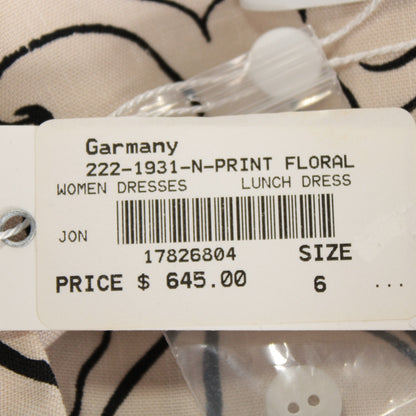 Garmany
222-1931-N-PRINT FLORAL
WOMEN DRESSES LUNCH DRESS
JON
17826804 SIZE
PRICE $ 645.00 6 ...